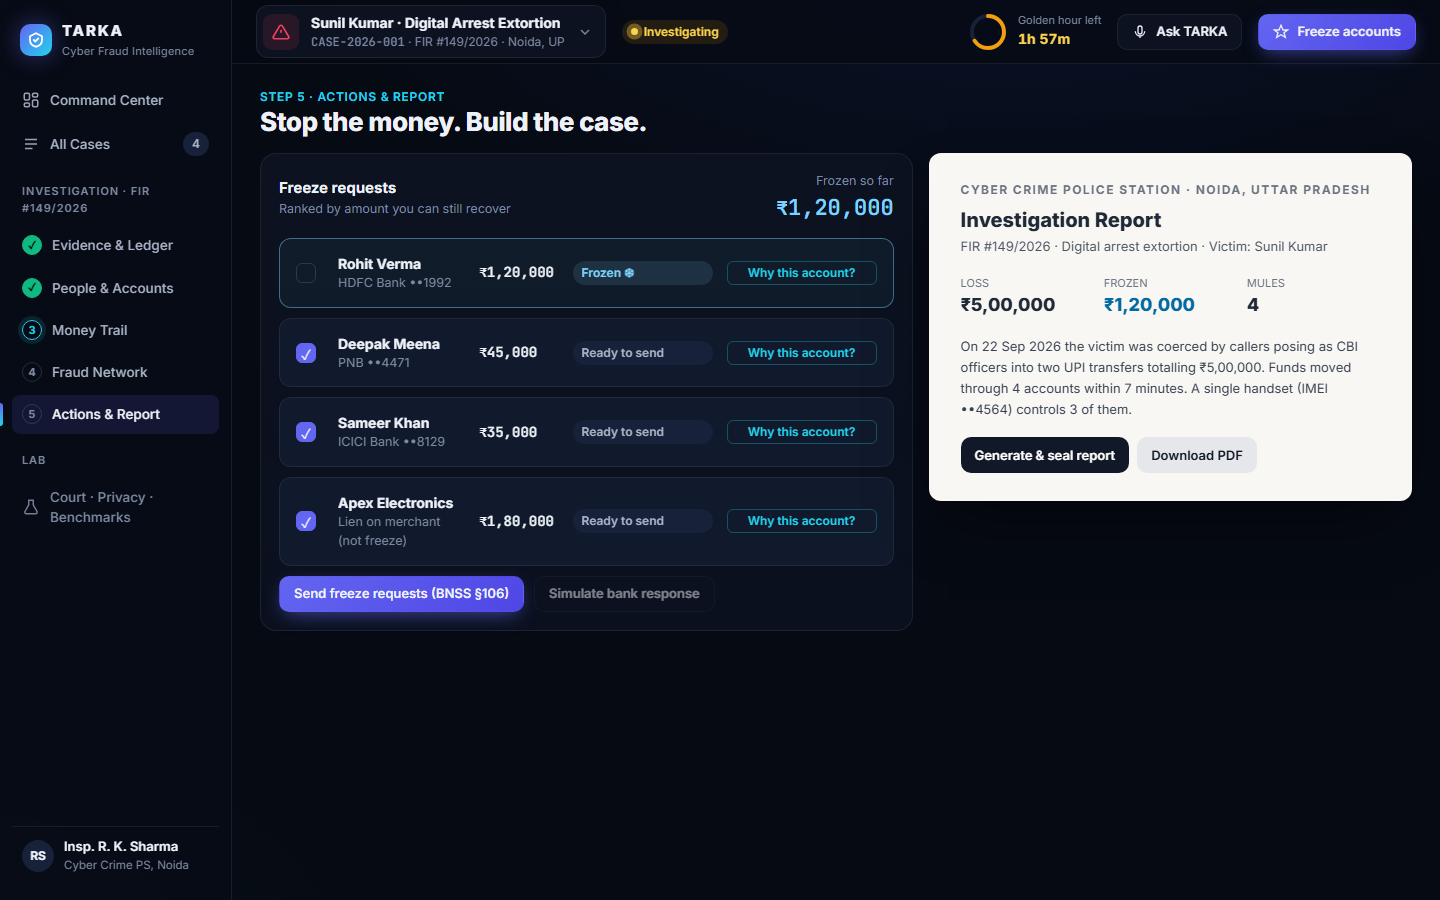 TARKA
Cyber Fraud Intelligence
Command Center
All Cases
4
INVESTIGATION · FIR
#149/2026
✓ Evidence & Ledger
✓ People & Accounts
3 Money Trail
4 Fraud Network
5 Actions & Report
LAB
Court · Privacy ·
Benchmarks
RS
Insp. R. K. Sharma
Cyber Crime PS, Noida
Sunil Kumar · Digital Arrest Extortion
CASE-2026-001 · FIR #149/2026 · Noida, UP
Investigating
Golden hour left
1h 57m
Ask TARKA
Freeze accounts
STEP 5 · ACTIONS & REPORT
Stop the money. Build the case.
Freeze requests
Ranked by amount you can still recover
Frozen so far
₹1,20,000
Rohit Verma
HDFC Bank ••1992
₹1,20,000
Frozen ❄
Why this account?
Deepak Meena
PNB ••4471
₹45,000
Ready to send
Why this account?
Sameer Khan
ICICI Bank ••8129
₹35,000
Ready to send
Why this account?
Apex Electronics
Lien on merchant
(not freeze)
₹1,80,000
Ready to send
Why this account?
Send freeze requests (BNSS §106)
Simulate bank response
CYBER CRIME POLICE STATION · NOIDA, UTTAR PRADESH
Investigation Report
FIR #149/2026 · Digital arrest extortion · Victim: Sunil Kumar
LOSS
₹5,00,000
FROZEN
₹1,20,000
MULES
4
On 22 Sep 2026 the victim was coerced by callers posing as CBI
officers into two UPI transfers totalling ₹5,00,000. Funds moved
through 4 accounts within 7 minutes. A single handset (IMEI
••4564) controls 3 of them.
Generate & seal report
Download PDF